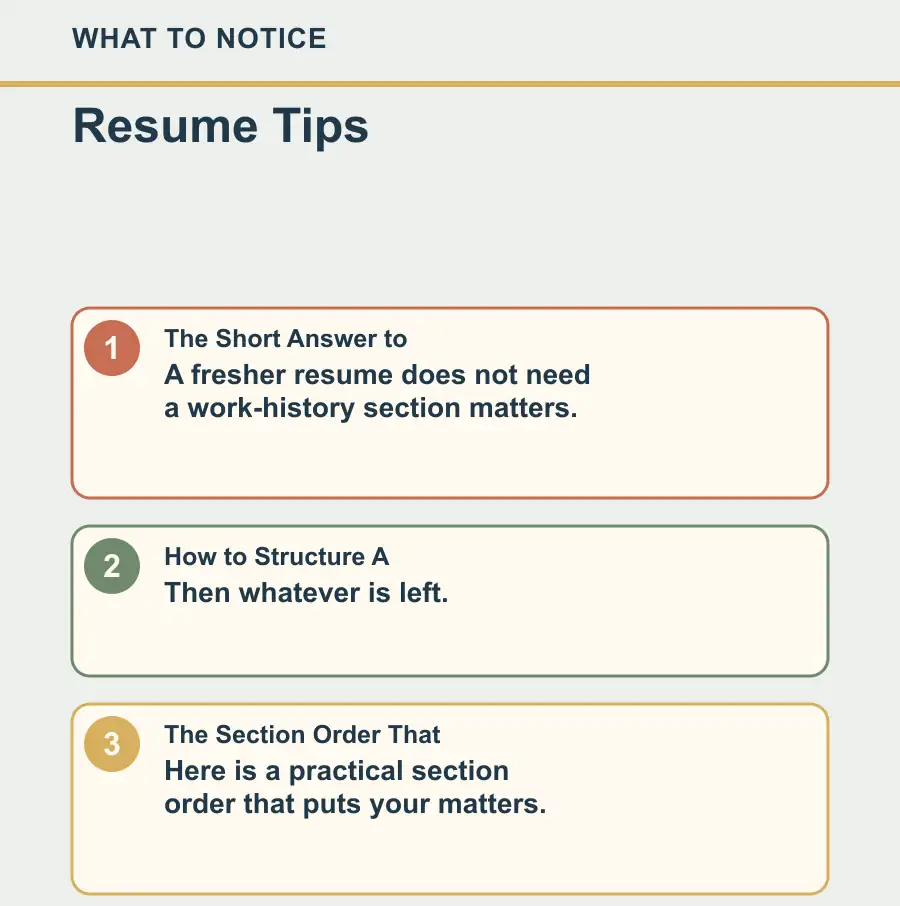 WHAT TO NOTICE
Resume Tips
1
The Short Answer to
A fresher resume does not need
a work-history section matters.
2
How to Structure A
Then whatever is left.
3
The Section Order That
Here is a practical section
order that puts your matters.